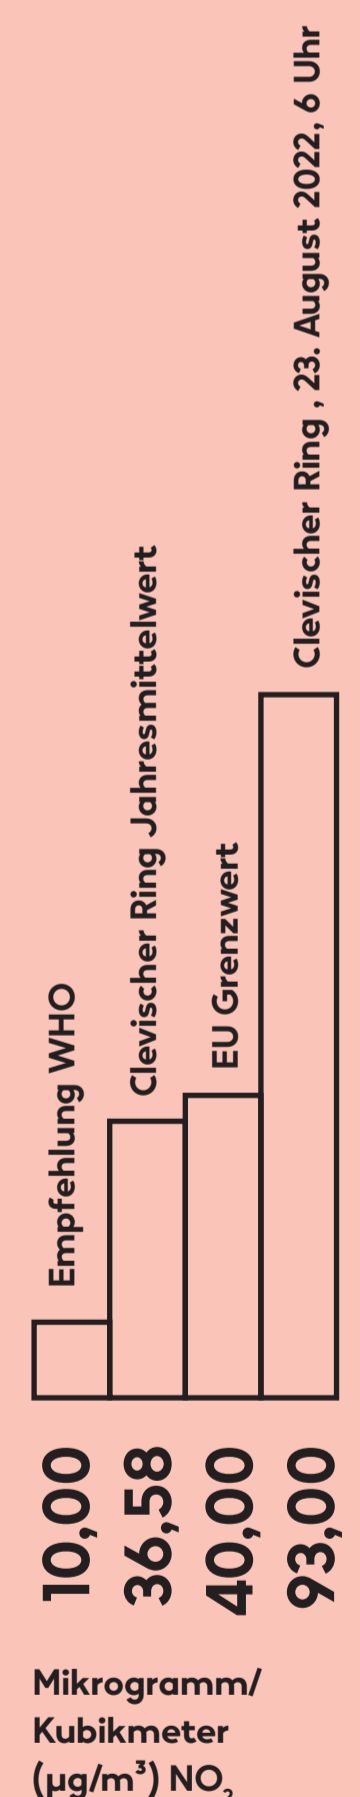 Empfehlung WHO
Clevischer Ring Jahresmittelwert
EU Grenzwert
Clevischer Ring , 23. August 2022, 6 Uhr
10,00
36,58
40,00
93,00
Mikrogramm/
Kubikmeter
(µg/m³) NO₂